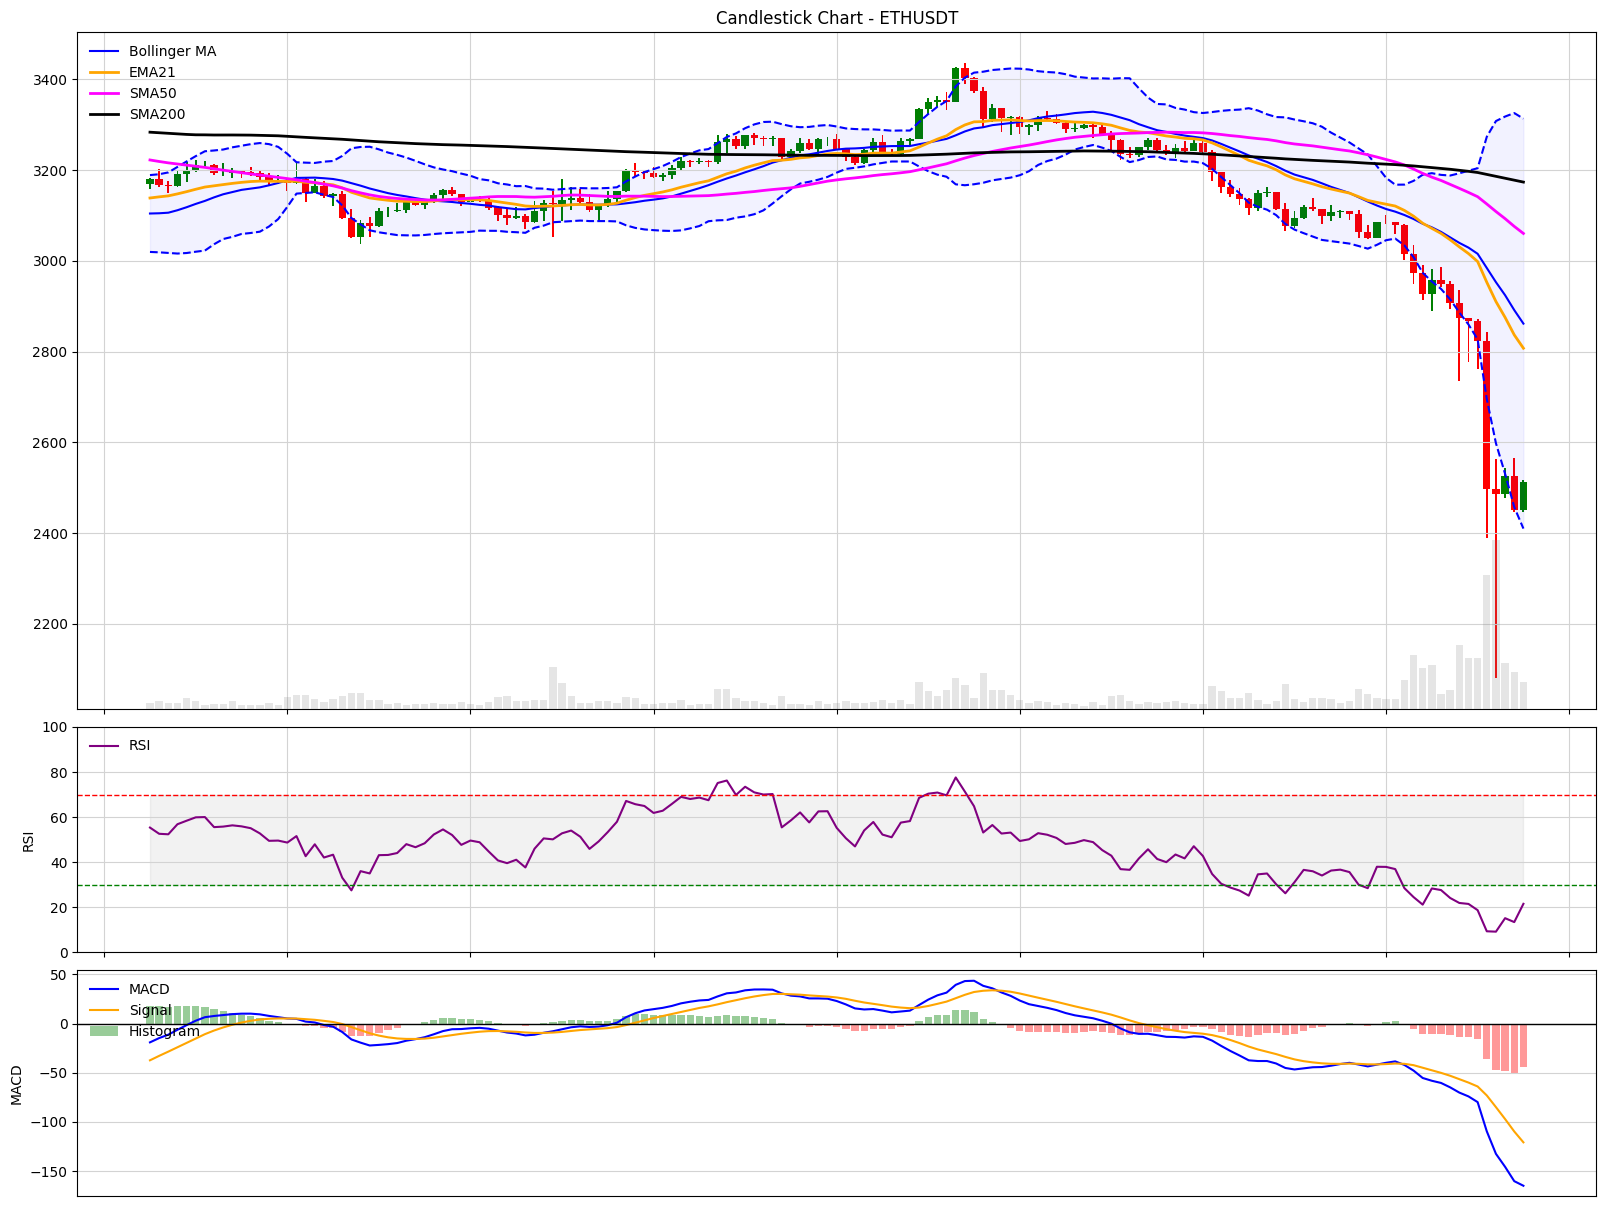 Candlestick Chart - ETHUSDT
Bollinger MA
EMA21
SMA50
SMA200
3400
3200
3000
2800
2600
2400
2200
RSI
RSI
100
80
60
40
20
0
MACD
Signal
Histogram
MACD
50
0
−50
−100
−150